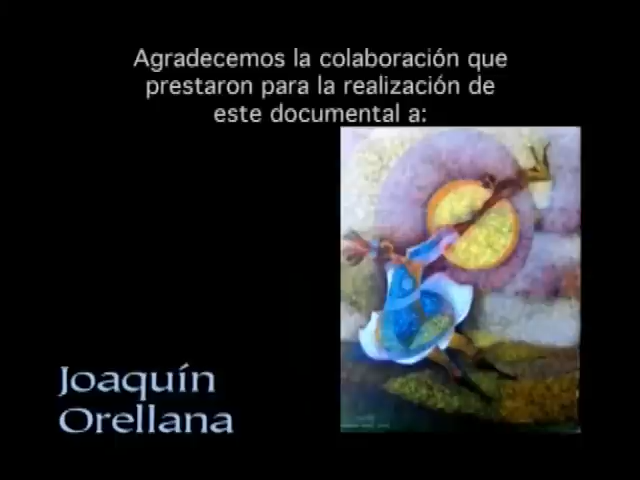 Agradecemos la colaboración que
prestaron para la realización de
este documental a:
Joaquín
Orellana